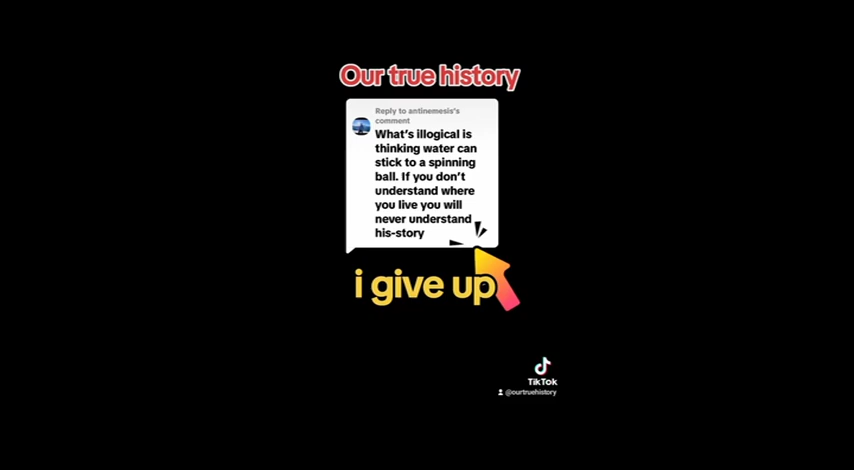 Our true history
Reply to antinemesis's
comment
What's illogical is
thinking water can
stick to a spinning
ball. If you don't
understand where
you live you will
never understand
his-story
i give up
TikTok
@ourtruehistory